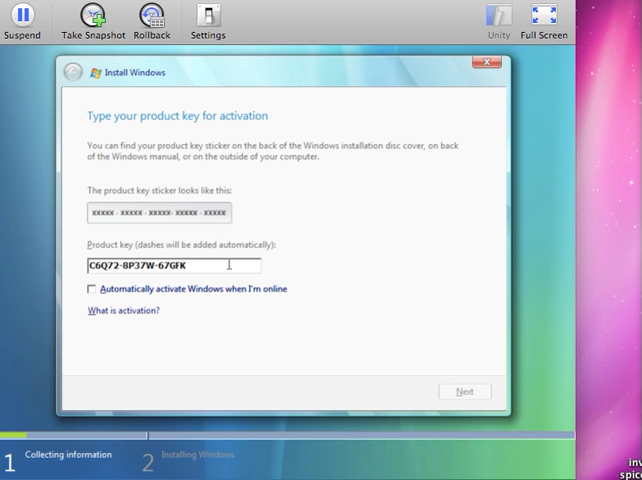 Suspend Take Snapshot Rollback Settings Unity Full Screen
Install Windows
Type your product key for activation
You can find your product key sticker on the back of the Windows installation disc cover, on back
of the Windows manual, or on the outside of your computer.
The product key sticker looks like this:
XXXXX - XXXXX - XXXXX- XXXXX - XXXXX
Product key (dashes will be added automatically):
C6Q72-8P37W-67GFK
Automatically activate Windows when I'm online
What is activation?
Next
1 Collecting information 2 Installing Windows
inv
spice